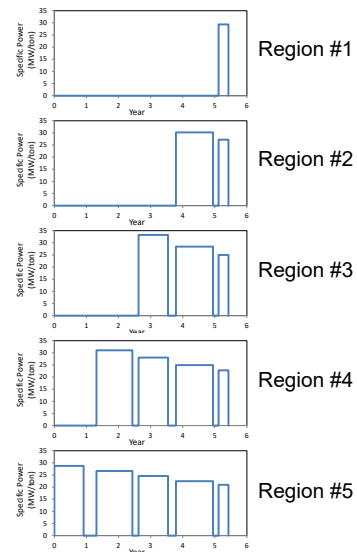 35
30
25
20
15
10
5
0
Specific Power
(MW/ton)
0 1 2 3 4 5 6
Year
Region #1
35
30
25
20
15
10
5
0
Specific Power
(MW/ton)
0 1 2 3 4 5 6
Year
Region #2
35
30
25
20
15
10
5
0
Specific Power
(MW/ton)
0 1 2 3 4 5 6
Year
Region #3
35
30
25
20
15
10
5
0
Specific Power
(MW/ton)
0 1 2 3 4 5 6
Year
Region #4
35
30
25
20
15
10
5
0
Specific Power
(MW/ton)
0 1 2 3 4 5 6
Year
Region #5